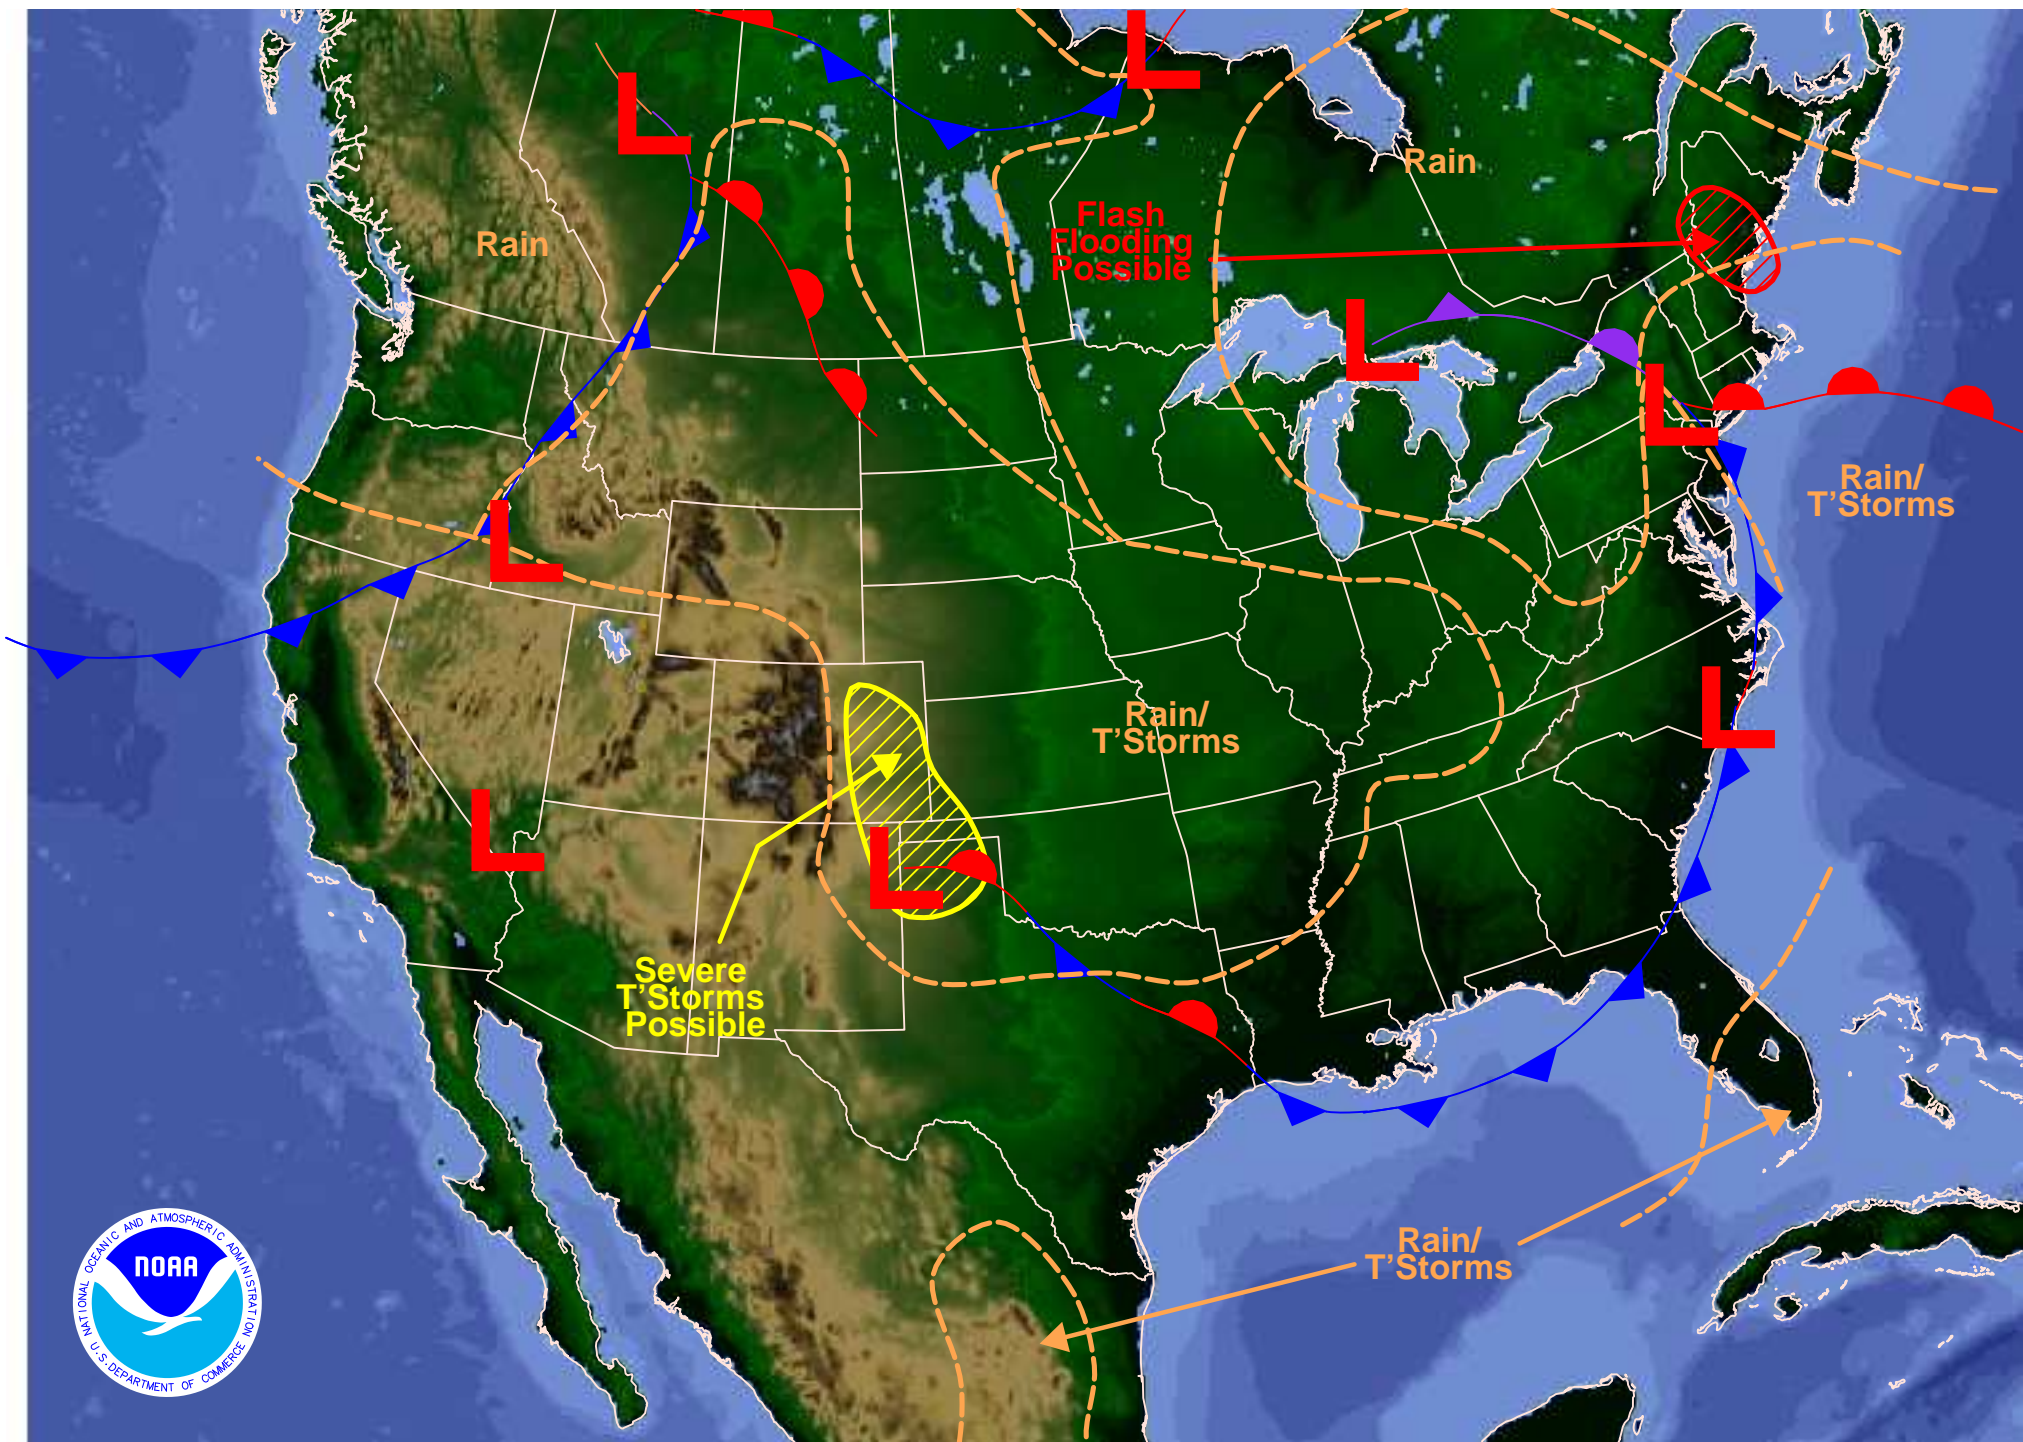 L
L
Rain
Rain
Flash
Flooding
Possible
L
L
Rain/
T'Storms
L
L
Rain/
T'Storms
L
L
Severe
T'Storms
Possible
Rain/
T'Storms
NATIONAL OCEANIC AND ATMOSPHERIC ADMINISTRATION
NOAA
U.S. DEPARTMENT OF COMMERCE